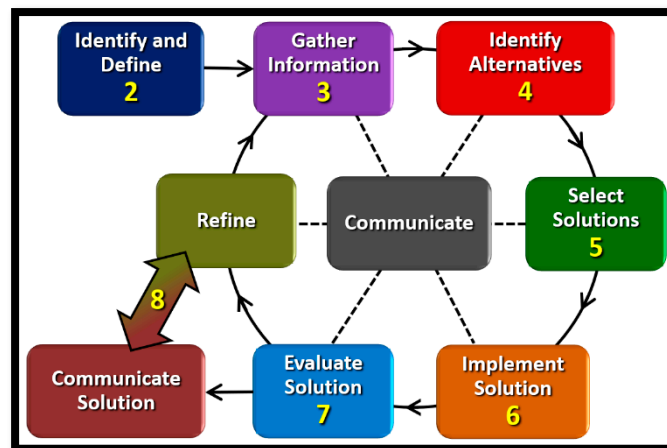 Identify and
Define
2
Gather
Information
3
Identify
Alternatives
4
Refine
Communicate
Select
Solutions
5
8
Communicate
Solution
Evaluate
Solution
7
Implement
Solution
6